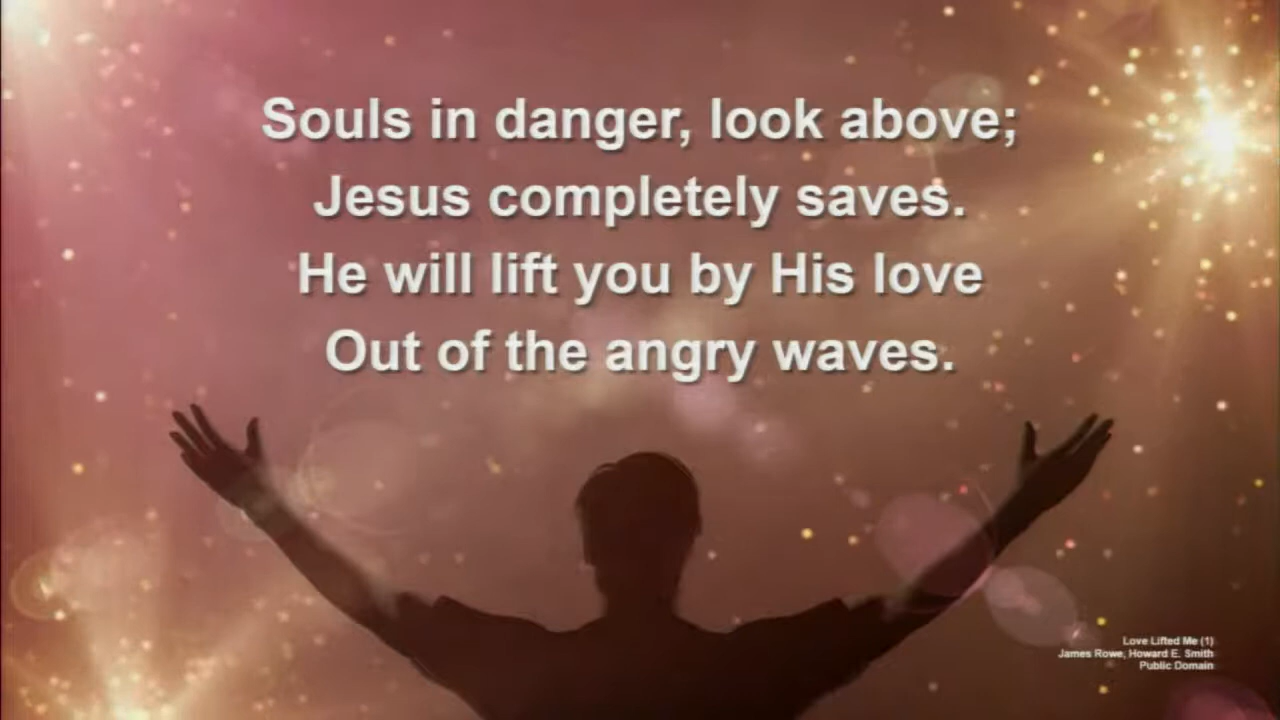 Souls in danger, look above;
Jesus completely saves.
He will lift you by His love
Out of the angry waves.
Love Lifted Me (1)
James Rowe, Howard E. Smith
Public Domain